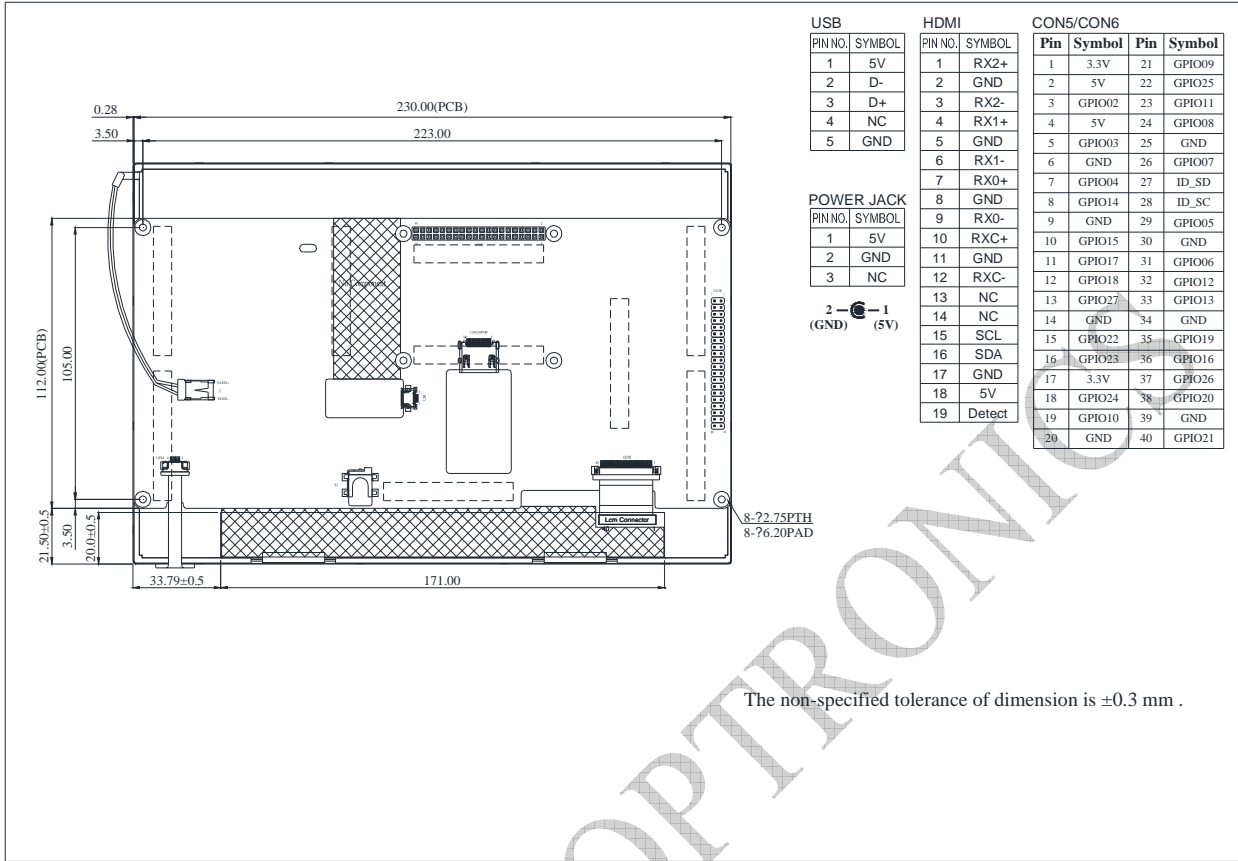 USB
PIN NO. SYMBOL
1 5V
2 D-
3 D+
4 NC
5 GND
POWER JACK
PIN NO. SYMBOL
1 5V
2 GND
3 NC
2 1
(GND) (5V)
HDMI
PIN NO. SYMBOL
1 RX2+
2 GND
3 RX2-
4 RX1+
5 GND
6 RX1-
7 RX0+
8 GND
9 RX0-
10 RXC+
11 GND
12 RXC-
13 NC
14 NC
15 SCL
16 SDA
17 GND
18 5V
19 Detect
CON5/CON6
Pin Symbol Pin Symbol
1 3.3V 21 GPIO09
2 5V 22 GPIO25
3 GPIO02 23 GPIO11
4 5V 24 GPIO08
5 GPIO03 25 GND
6 GND 26 GPIO07
7 GPIO04 27 ID_SD
8 GPIO14 28 ID_SC
9 GND 29 GPIO05
10 GPIO15 30 GND
11 GPIO17 31 GPIO06
12 GPIO18 32 GPIO12
13 GPIO27 33 GPIO13
14 GND 34 GND
15 GPIO22 35 GPIO19
16 GPIO23 36 GPIO16
17 3.3V 37 GPIO26
18 GPIO24 38 GPIO20
19 GPIO10 39 GND
20 GND 40 GPIO21
0.28
230.00(PCB)
3.50
223.00
112.00(PCB)
105.00
21.50±0.5
3.50
20.0±0.5
33.79±0.5
171.00
Lcm Connector
8-?2.75PTH
8-?6.20PAD
The non-specified tolerance of dimension is ±0.3 mm .
OPTRONICS